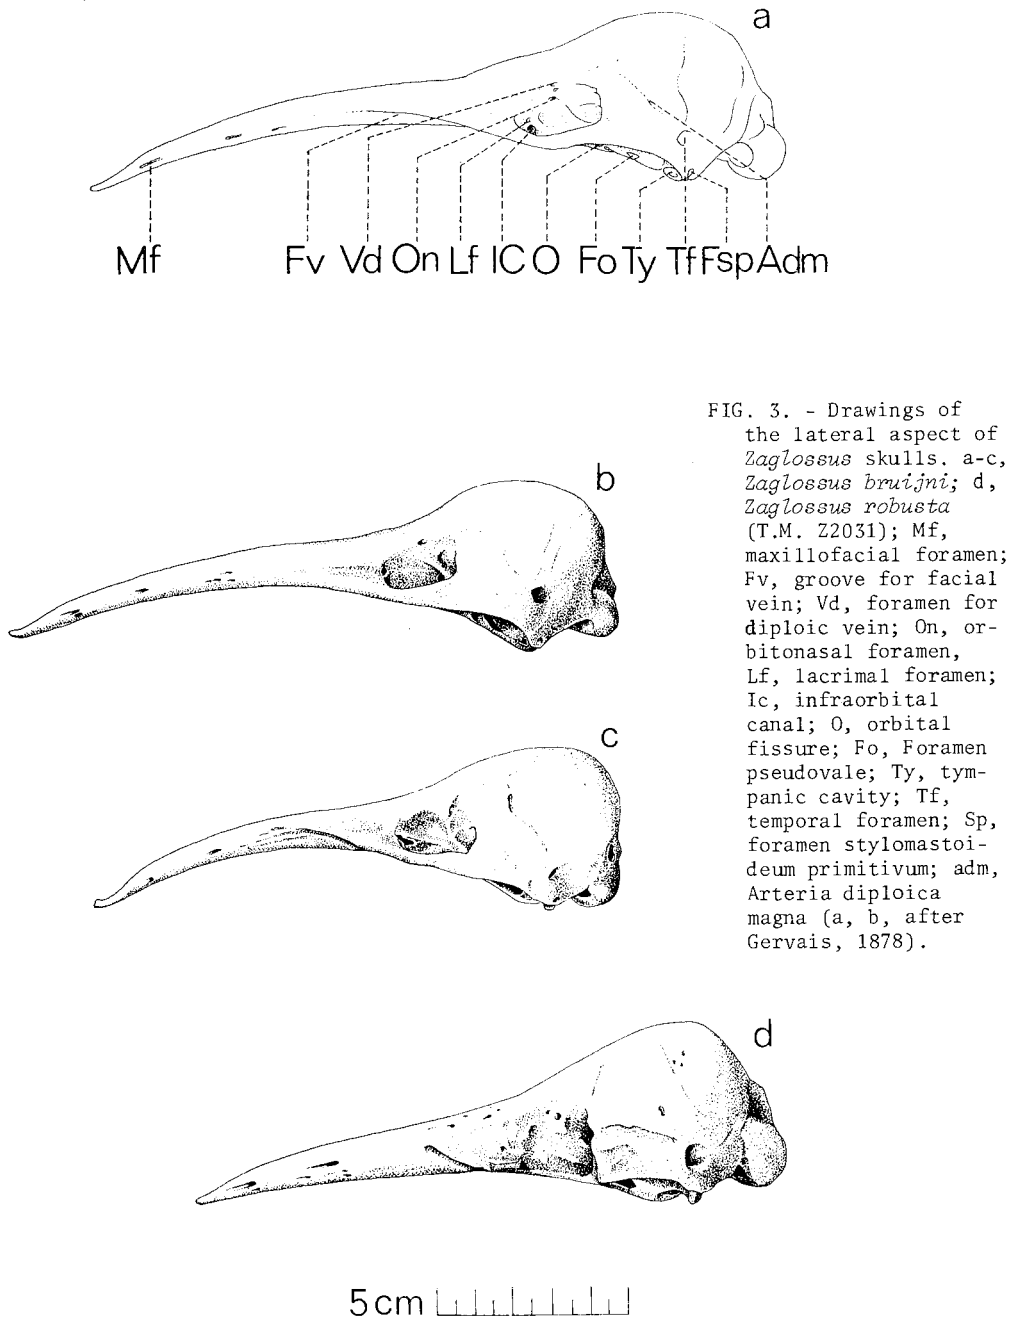 a
Mf Fv Vd On Lf IC O Fo Ty Tf Fsp Adm
FIG. 3. - Drawings of
the lateral aspect of
Zaglossus skulls. a-c,
Zaglossus bruijni; d,
Zaglossus robusta
(T.M. Z2031); Mf,
maxillofacial foramen;
Fv, groove for facial
vein; Vd, foramen for
diploic vein; On, or-
bitonasal foramen,
Lf, lacrimal foramen;
Ic, infraorbital
canal; O, orbital
fissure; Fo, Foramen
pseudovale; Ty, tym-
panic cavity; Tf,
temporal foramen; Sp,
foramen stylomastoi-
deum primitivum; adm,
Arteria diploica
magna (a, b, after
Gervais, 1878).
b
c
d
5 cm